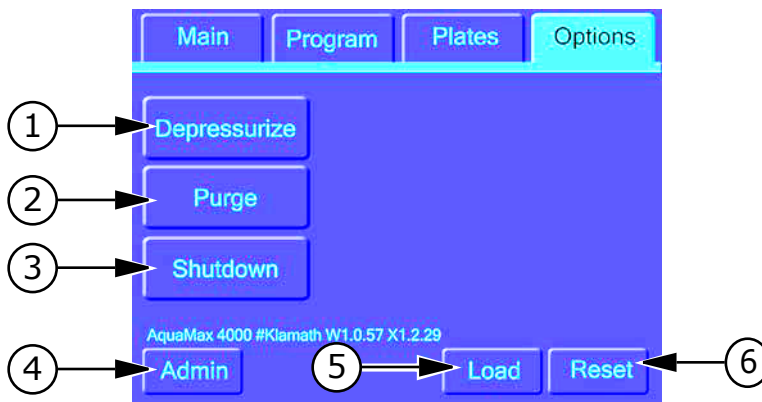 Main Program Plates Options
1 Depressurize
2 Purge
3 Shutdown
AquaMax 4000 #Klamath W1.0.57 X1.2.29
4 Admin 5 Load Reset 6